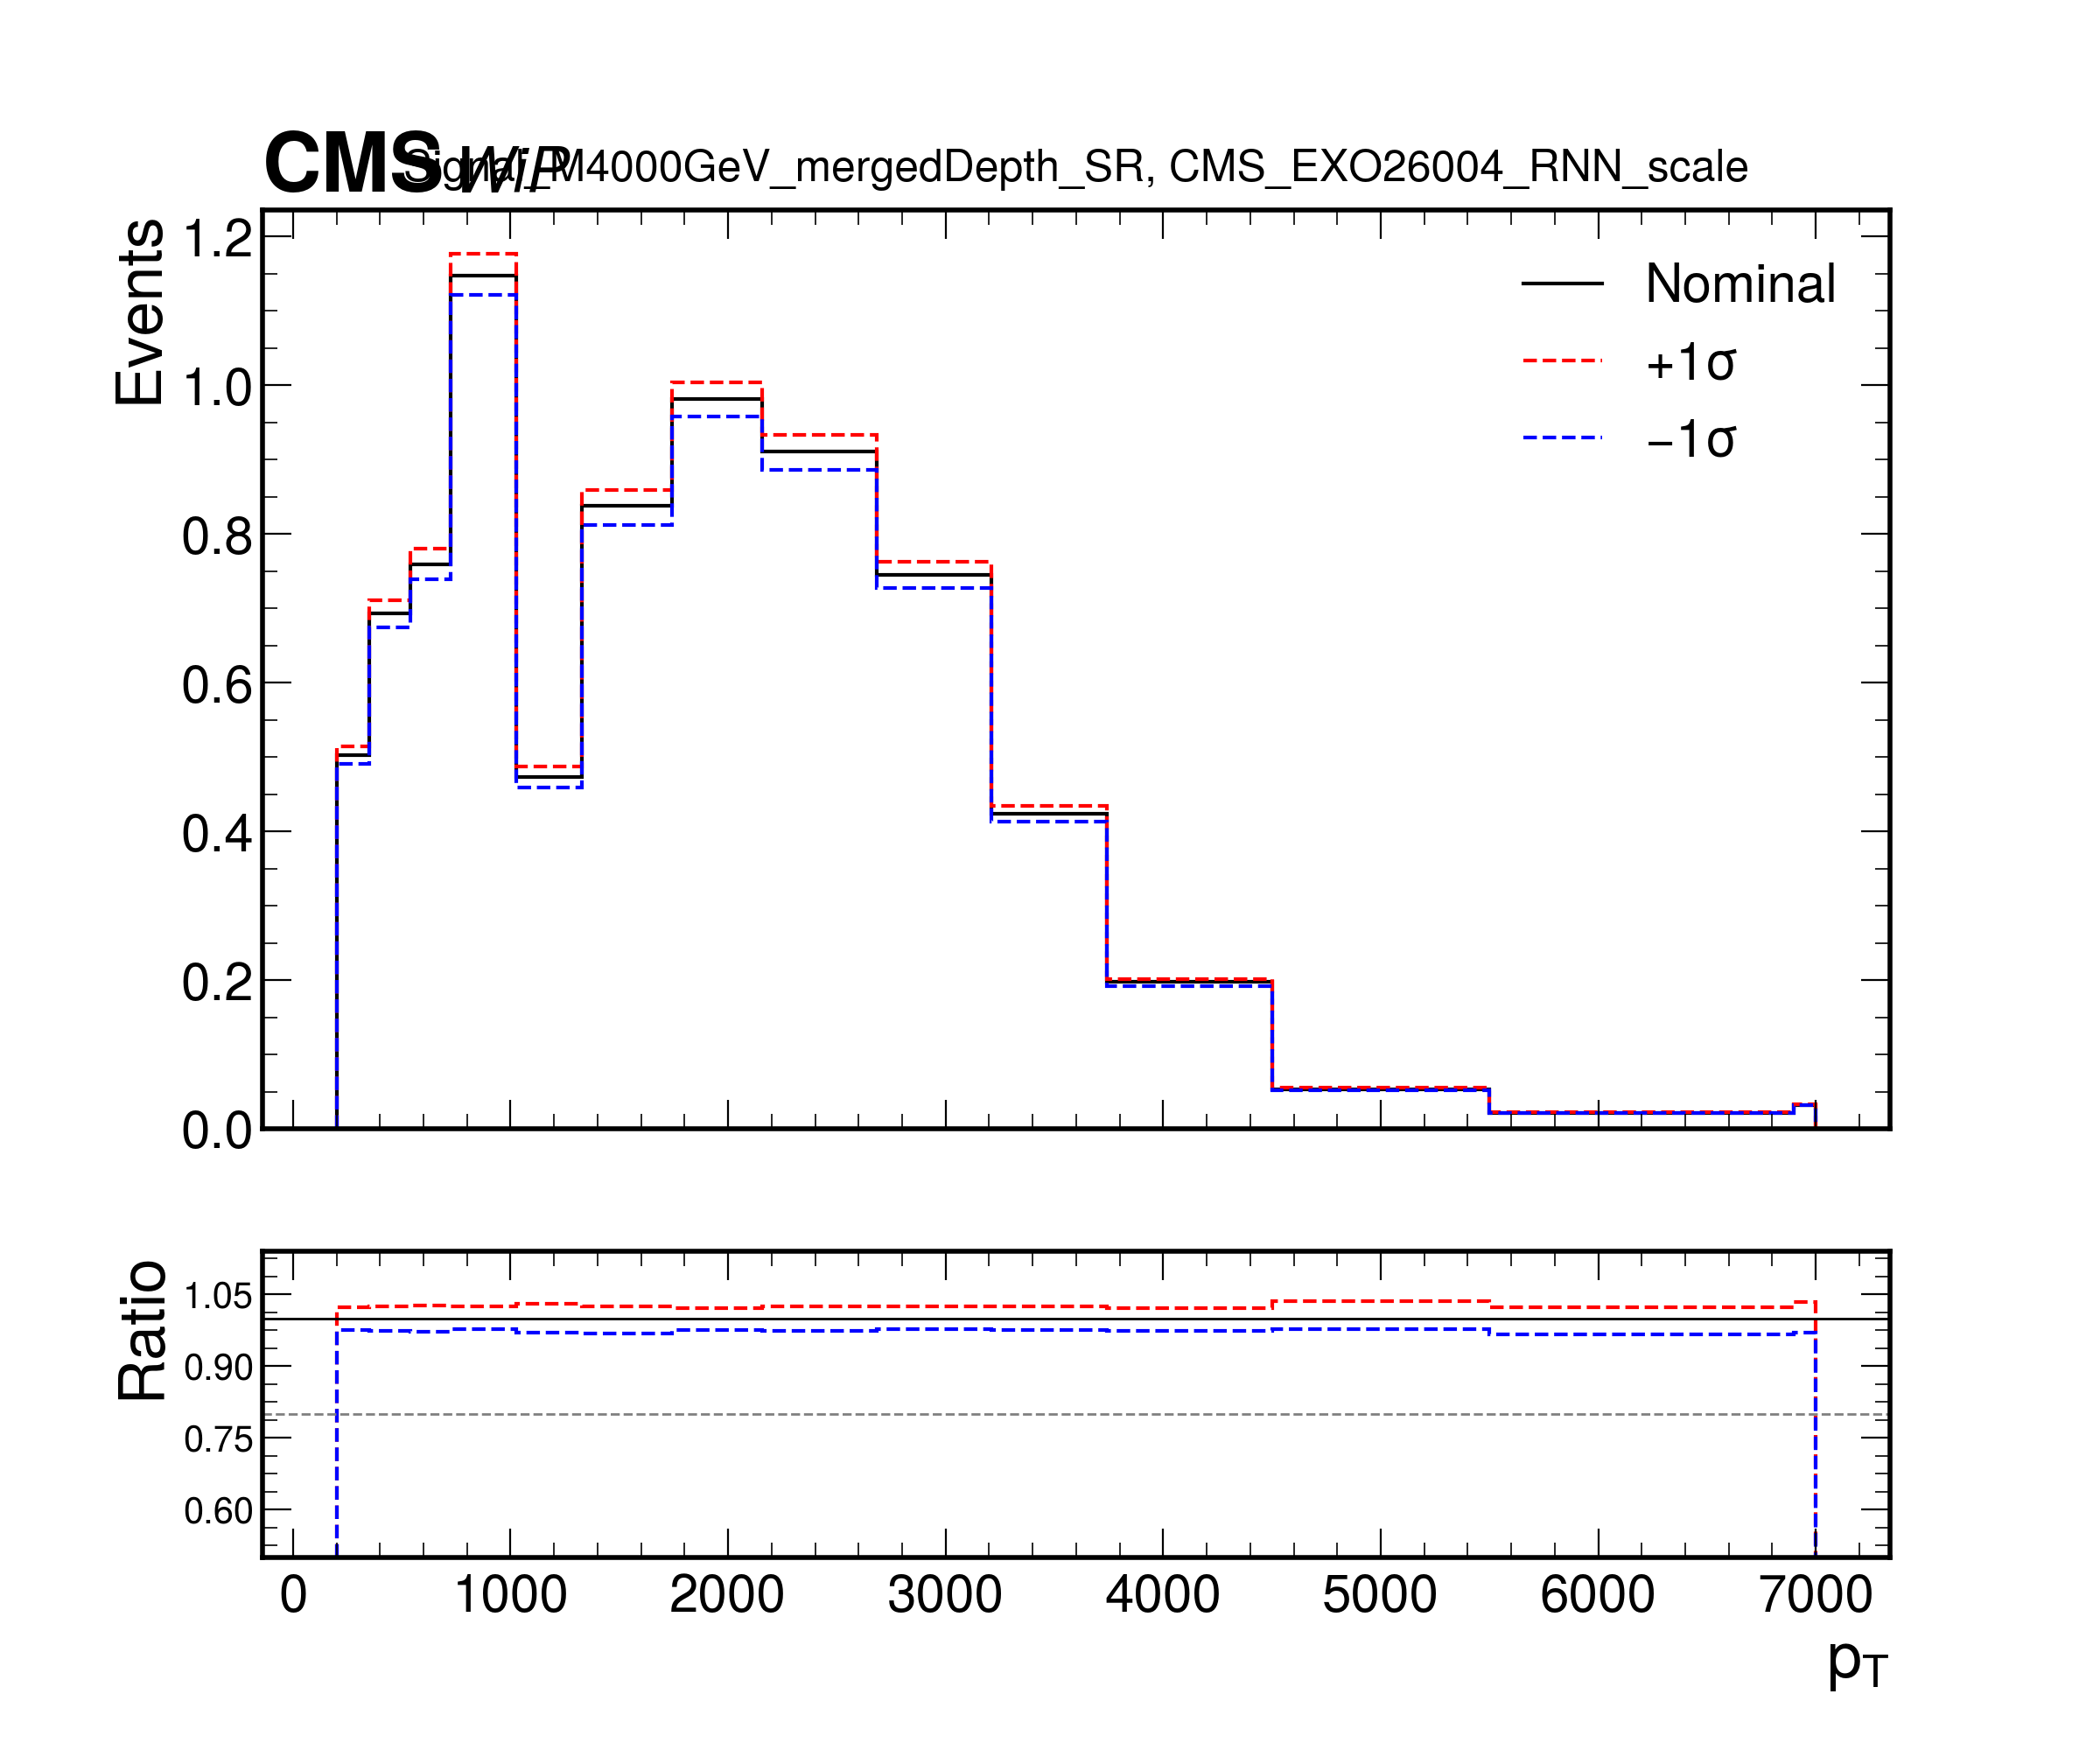 CMS WiP
Signal_M4000GeV_mergedDepth_SR, CMS_EXO26004_RNN_scale
Events
1.2
1.0
0.8
0.6
0.4
0.2
0.0
Nominal
+1σ
−1σ
Ratio
1.05
0.90
0.75
0.60
0 1000 2000 3000 4000 5000 6000 7000
pT